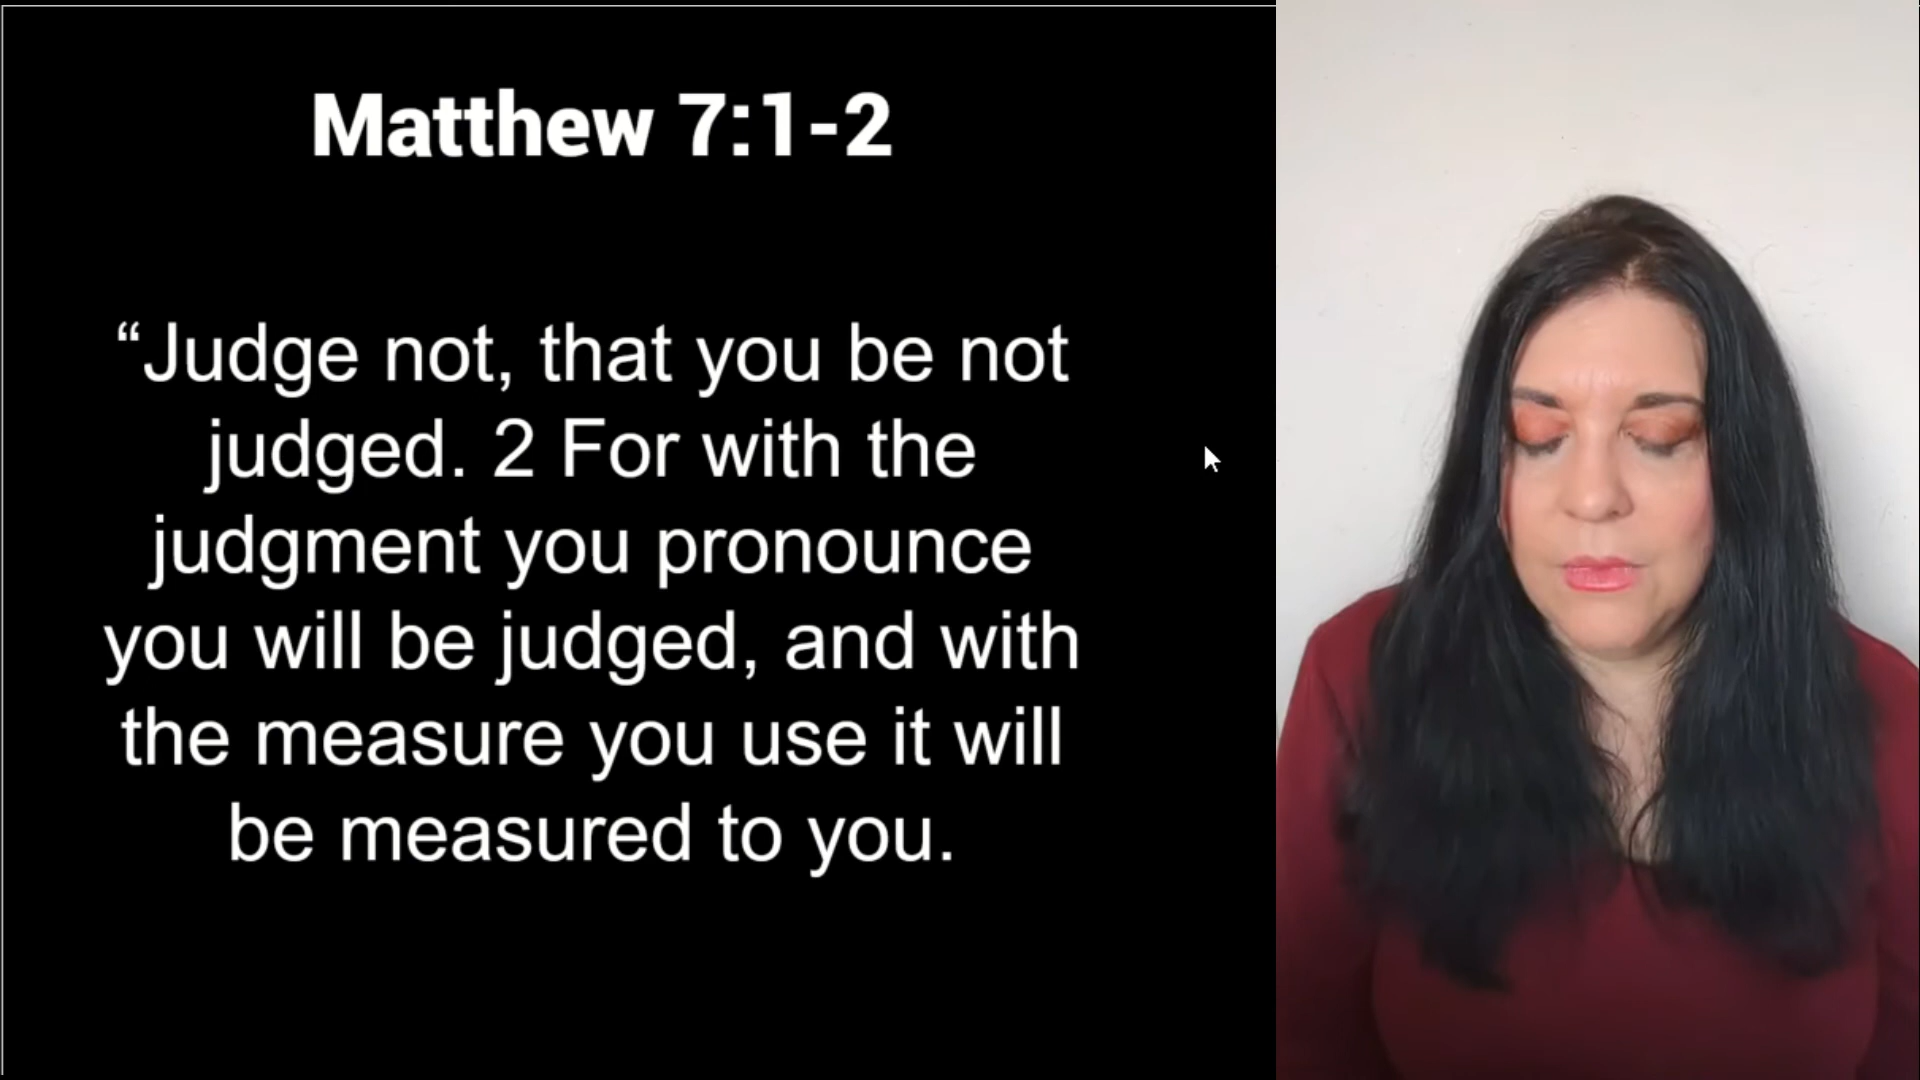 Matthew 7:1-2
“Judge not, that you be not
judged. 2 For with the
judgment you pronounce
you will be judged, and with
the measure you use it will
be measured to you.